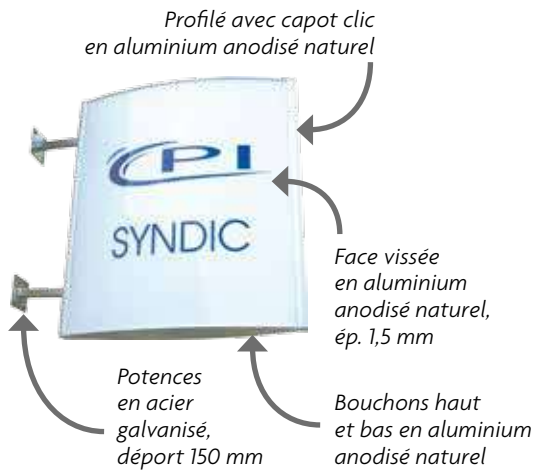 Profilé avec capot clic
en aluminium anodisé naturel
CPI
SYNDIC
Face vissée
en aluminium
anodisé naturel,
ép. 1,5 mm
Potences
en acier
galvanisé,
déport 150 mm
Bouchons haut
et bas en aluminium
anodisé naturel